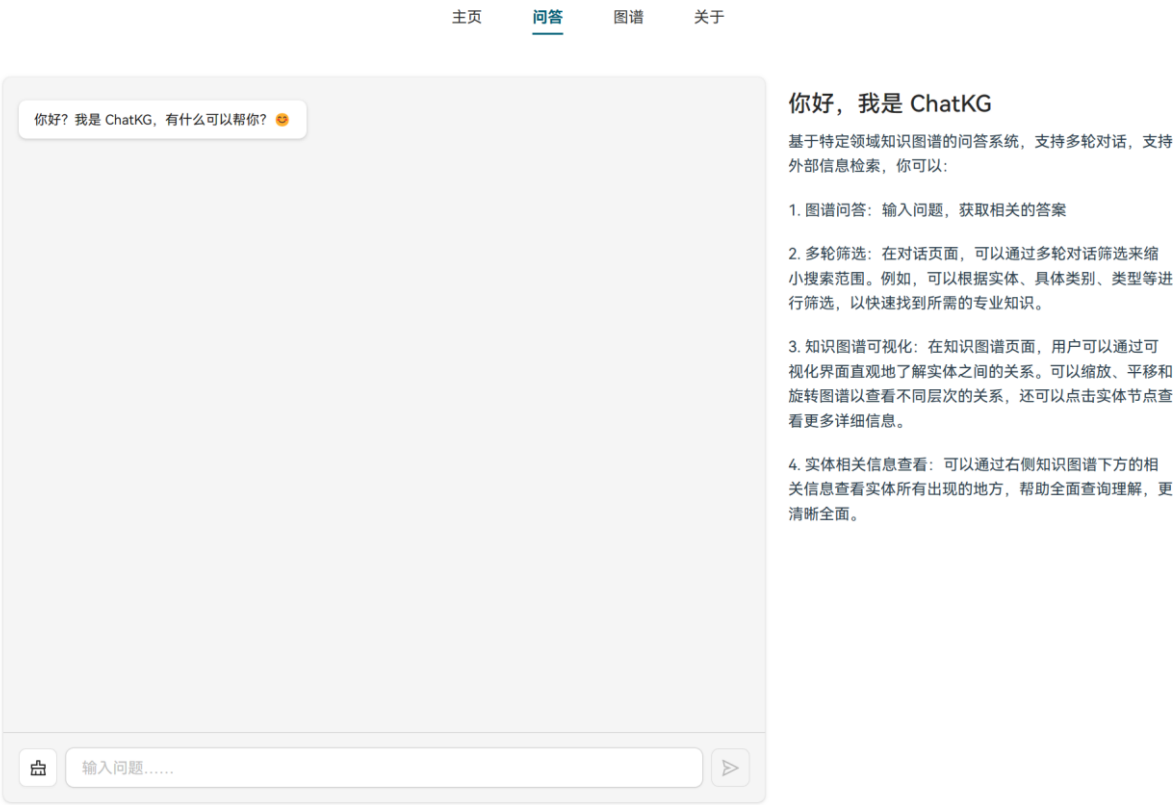 主页 问答 图谱 关于
你好？我是 ChatKG，有什么可以帮你？😊
输入问题……
你好，我是 ChatKG
基于特定领域知识图谱的问答系统，支持多轮对话，支持
外部信息检索，你可以：
1. 图谱问答：输入问题，获取相关的答案
2. 多轮筛选：在对话页面，可以通过多轮对话筛选来缩
小搜索范围。例如，可以根据实体、具体类别、类型等进
行筛选，以快速找到所需的专业知识。
3. 知识图谱可视化：在知识图谱页面，用户可以通过可
视化界面直观地了解实体之间的关系。可以缩放、平移和
旋转图谱以查看不同层次的关系，还可以点击实体节点查
看更多详细信息。
4. 实体相关信息查看：可以通过右侧知识图谱下方的相
关信息查看实体所有出现的地方，帮助全面查询理解，更
清晰全面。